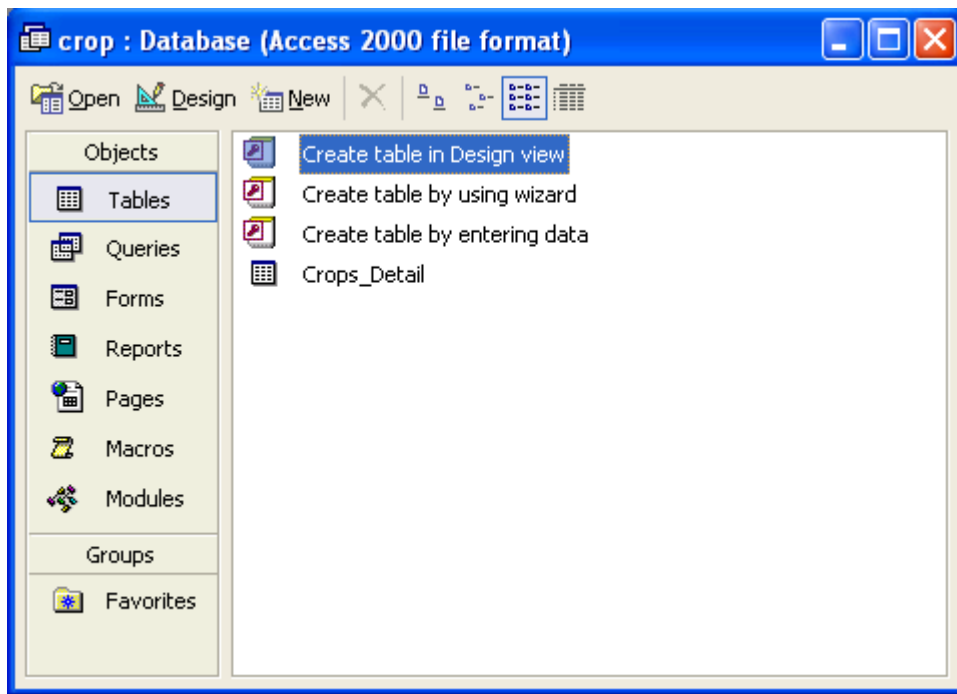 crop : Database (Access 2000 file format)
Open Design New
Objects
Tables
Queries
Forms
Reports
Pages
Macros
Modules
Groups
Favorites
Create table in Design view
Create table by using wizard
Create table by entering data
Crops_Detail